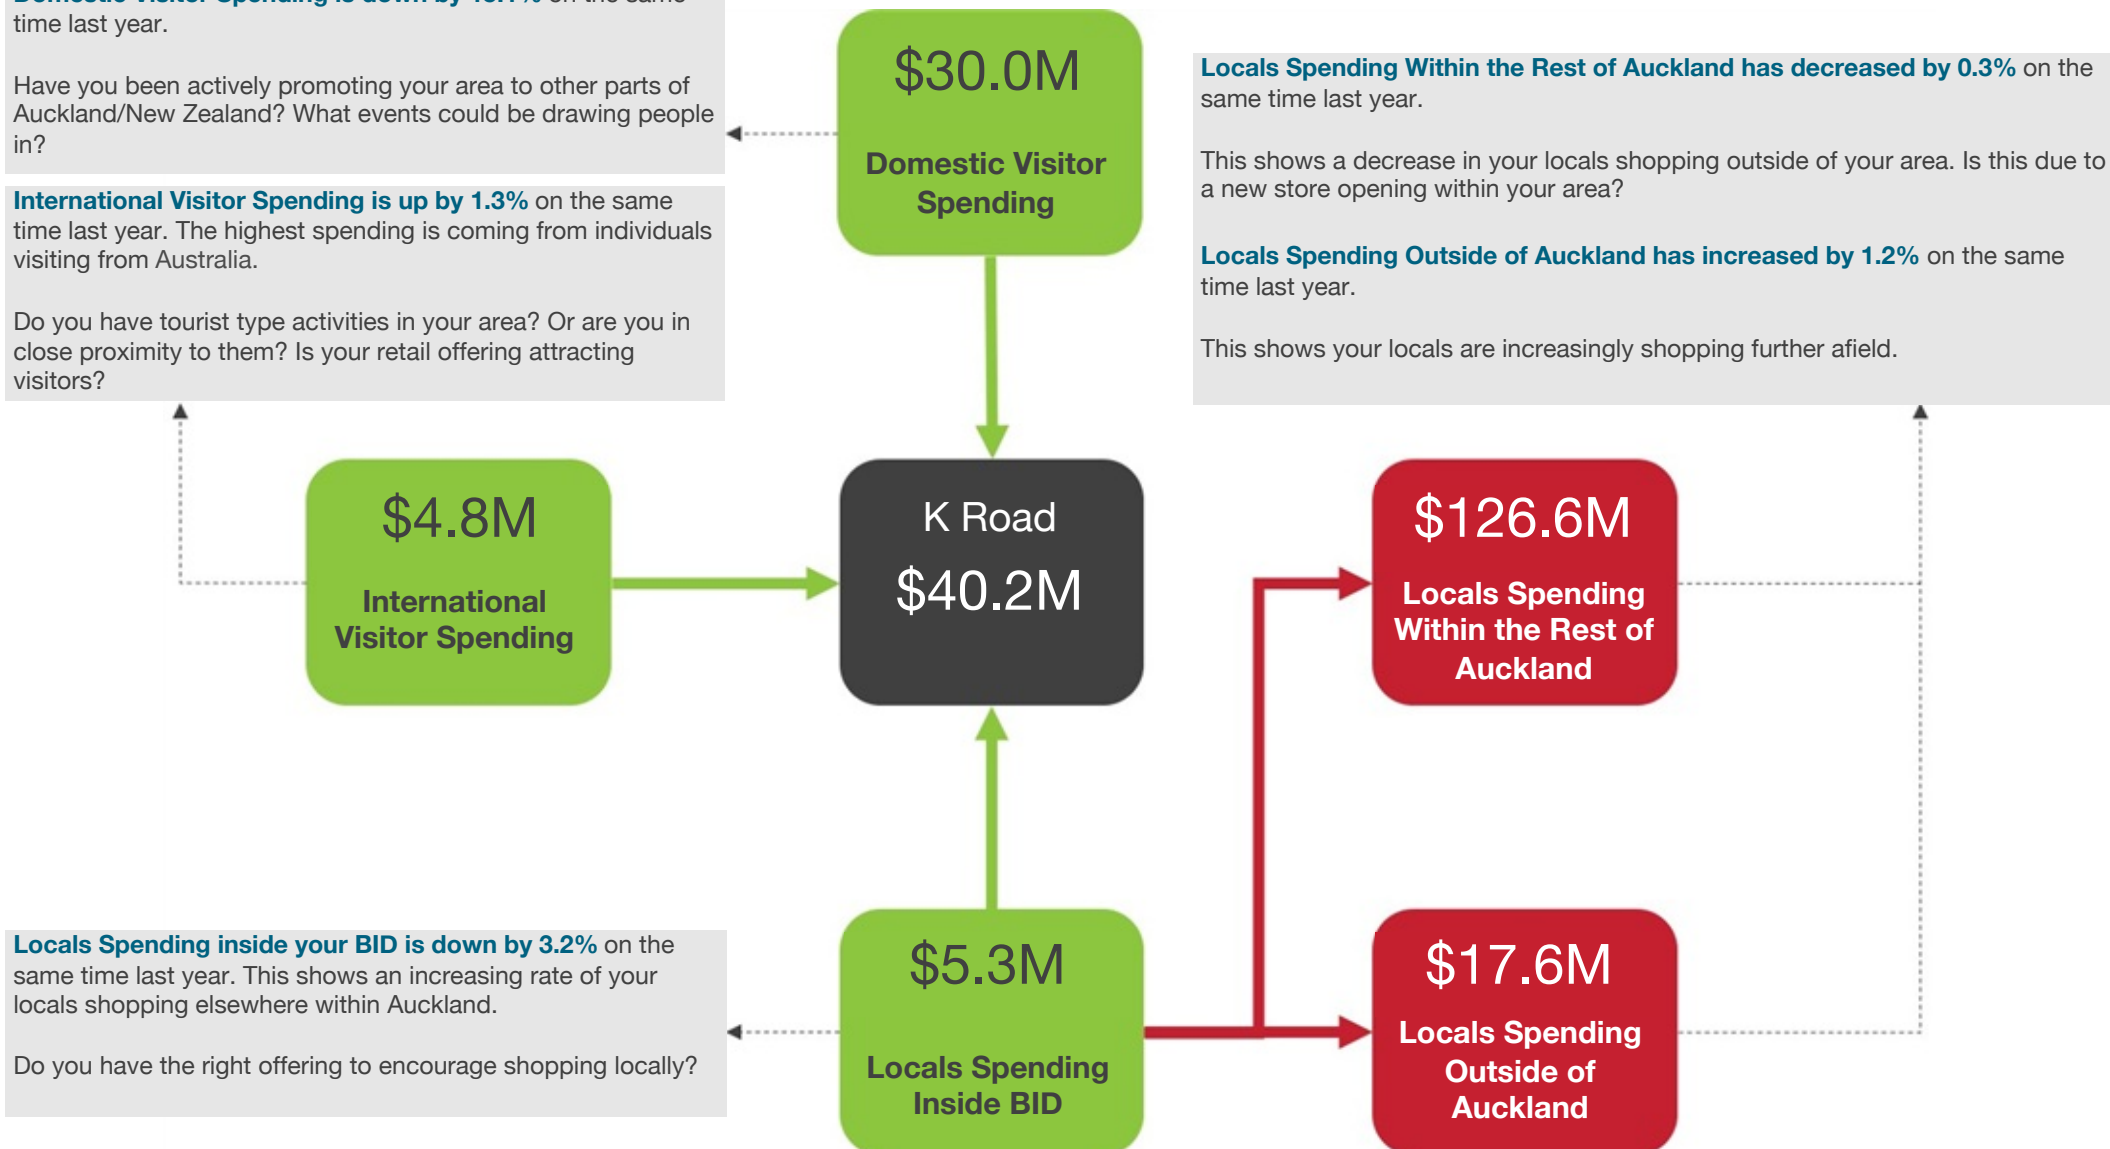 time last year.
Have you been actively promoting your area to other parts of
Auckland/New Zealand? What events could be drawing people
in?
International Visitor Spending is up by 1.3% on the same
time last year. The highest spending is coming from individuals
visiting from Australia.
Do you have tourist type activities in your area? Or are you in
close proximity to them? Is your retail offering attracting
visitors?
$30.0M
Domestic Visitor
Spending
Locals Spending Within the Rest of Auckland has decreased by 0.3% on the
same time last year.
This shows a decrease in your locals shopping outside of your area. Is this due to
a new store opening within your area?
Locals Spending Outside of Auckland has increased by 1.2% on the same
time last year.
This shows your locals are increasingly shopping further afield.
$4.8M
International
Visitor Spending
K Road
$40.2M
$126.6M
Locals Spending
Within the Rest of
Auckland
Locals Spending inside your BID is down by 3.2% on the
same time last year. This shows an increasing rate of your
locals shopping elsewhere within Auckland.
Do you have the right offering to encourage shopping locally?
$5.3M
Locals Spending
Inside BID
$17.6M
Locals Spending
Outside of
Auckland